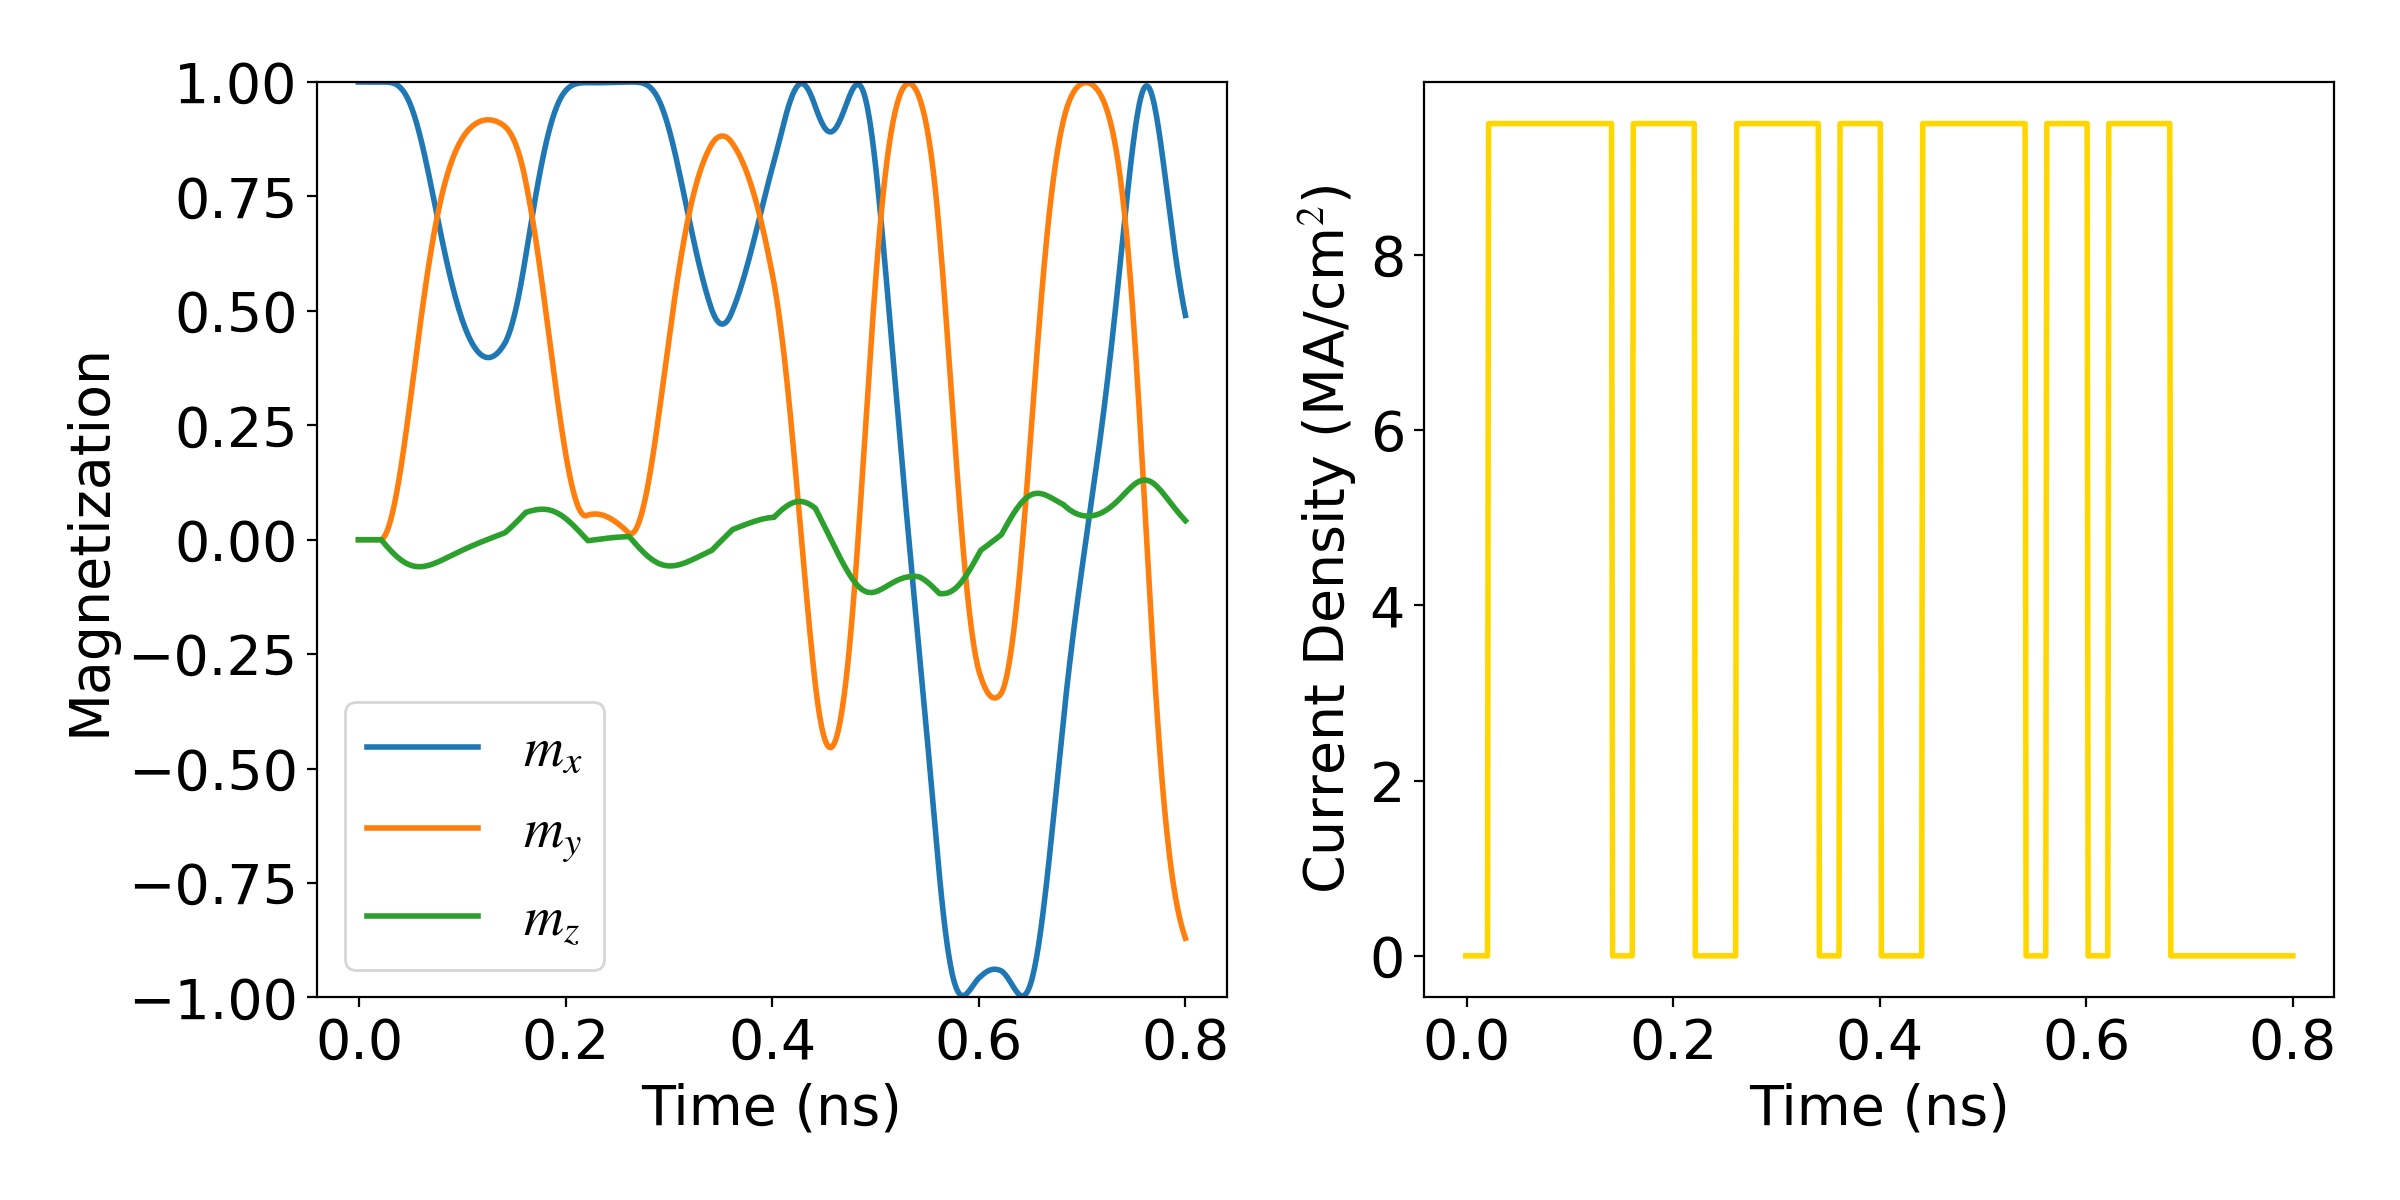 1.00
0.75
0.50
0.25
0.00
−0.25
−0.50
−0.75
−1.00
Magnetization
m_x
m_y
m_z
0.0 0.2 0.4 0.6 0.8
Time (ns)
8
6
4
2
0
Current Density (MA/cm²)
0.0 0.2 0.4 0.6 0.8
Time (ns)